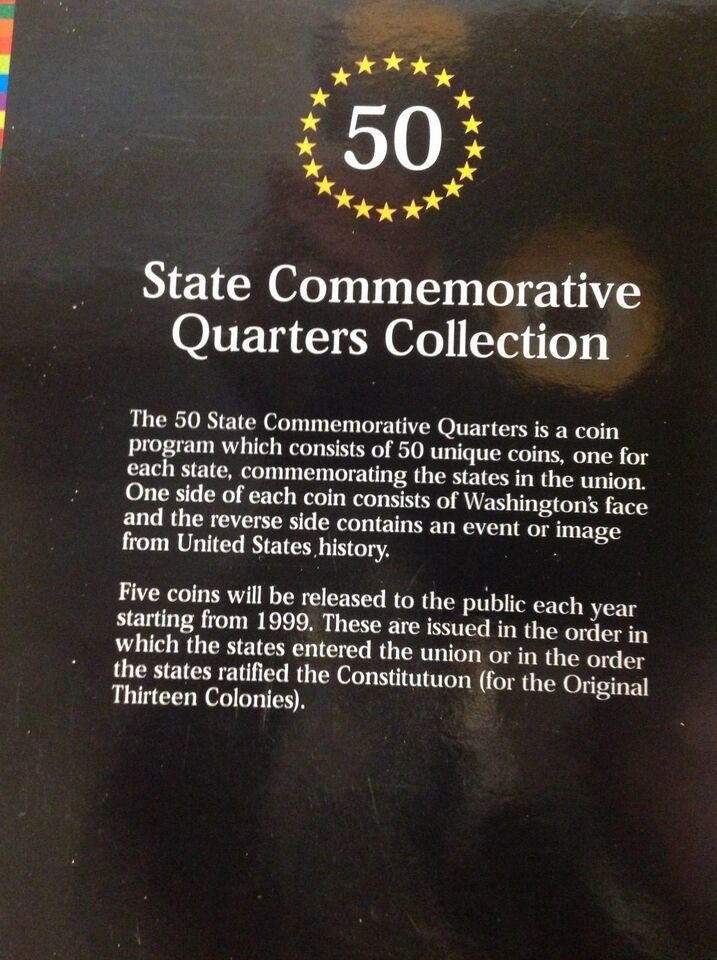 50
State Commemorative
Quarters Collection
The 50 State Commemorative Quarters is a coin
program which consists of 50 unique coins, one for
each state, commemorating the states in the union.
One side of each coin consists of Washington's face
and the reverse side contains an event or image
from United States history.
Five coins will be released to the public each year
starting from 1999. These are issued in the order in
which the states entered the union or in the order
the states ratified the Constitutuon (for the Original
Thirteen Colonies).